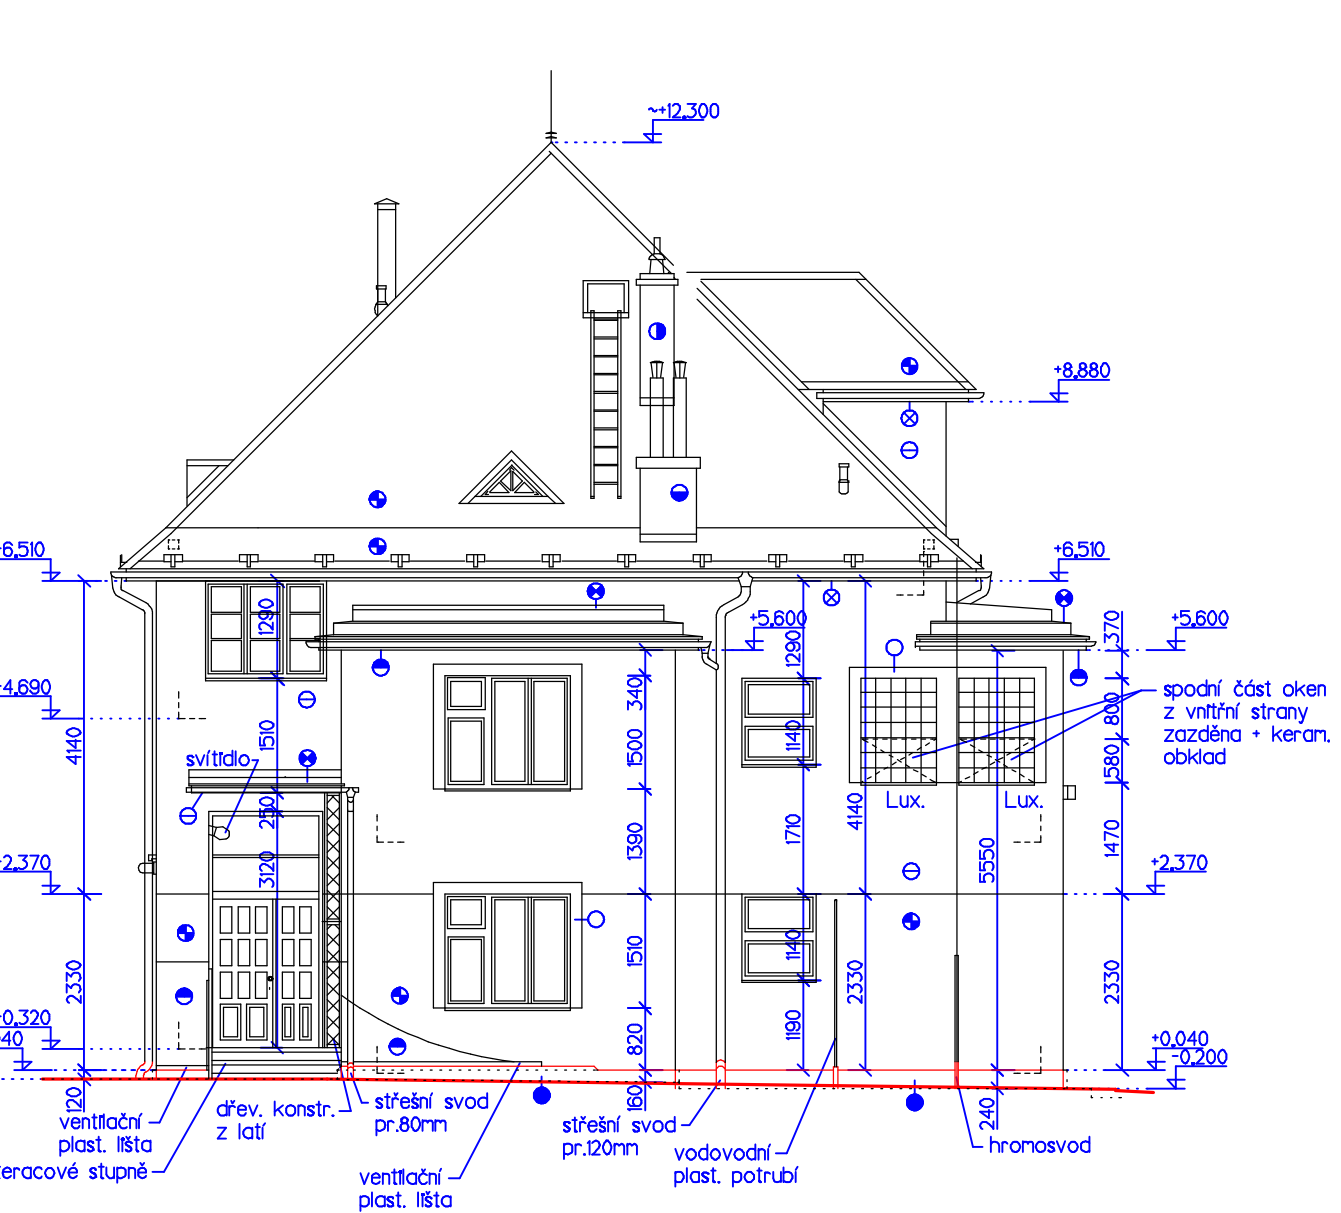 ~+12.300
+8.880
+6.510
+6.510
+5.600
+5.600
1290
1290
370
340
spodní část oken
z vnitřní strany
zazděna + keram.
obklad
+4.690
4140
svítidlo
1510
1500
1140
800
580
Lux.
Lux.
250
4140
1710
1390
5550
1470
3120
+2.370
+2.370
2330
1510
1140
2330
2330
+0.320
40
820
1190
+0.040
-0.200
120
160
240
ventilační
plast. lišta
teracové stupně
dřev. konstr.
z latí
střešní svod
pr.80mm
ventilační
plast. lišta
střešní svod
pr.120mm
vodovodní
plast. potrubí
hromosvod